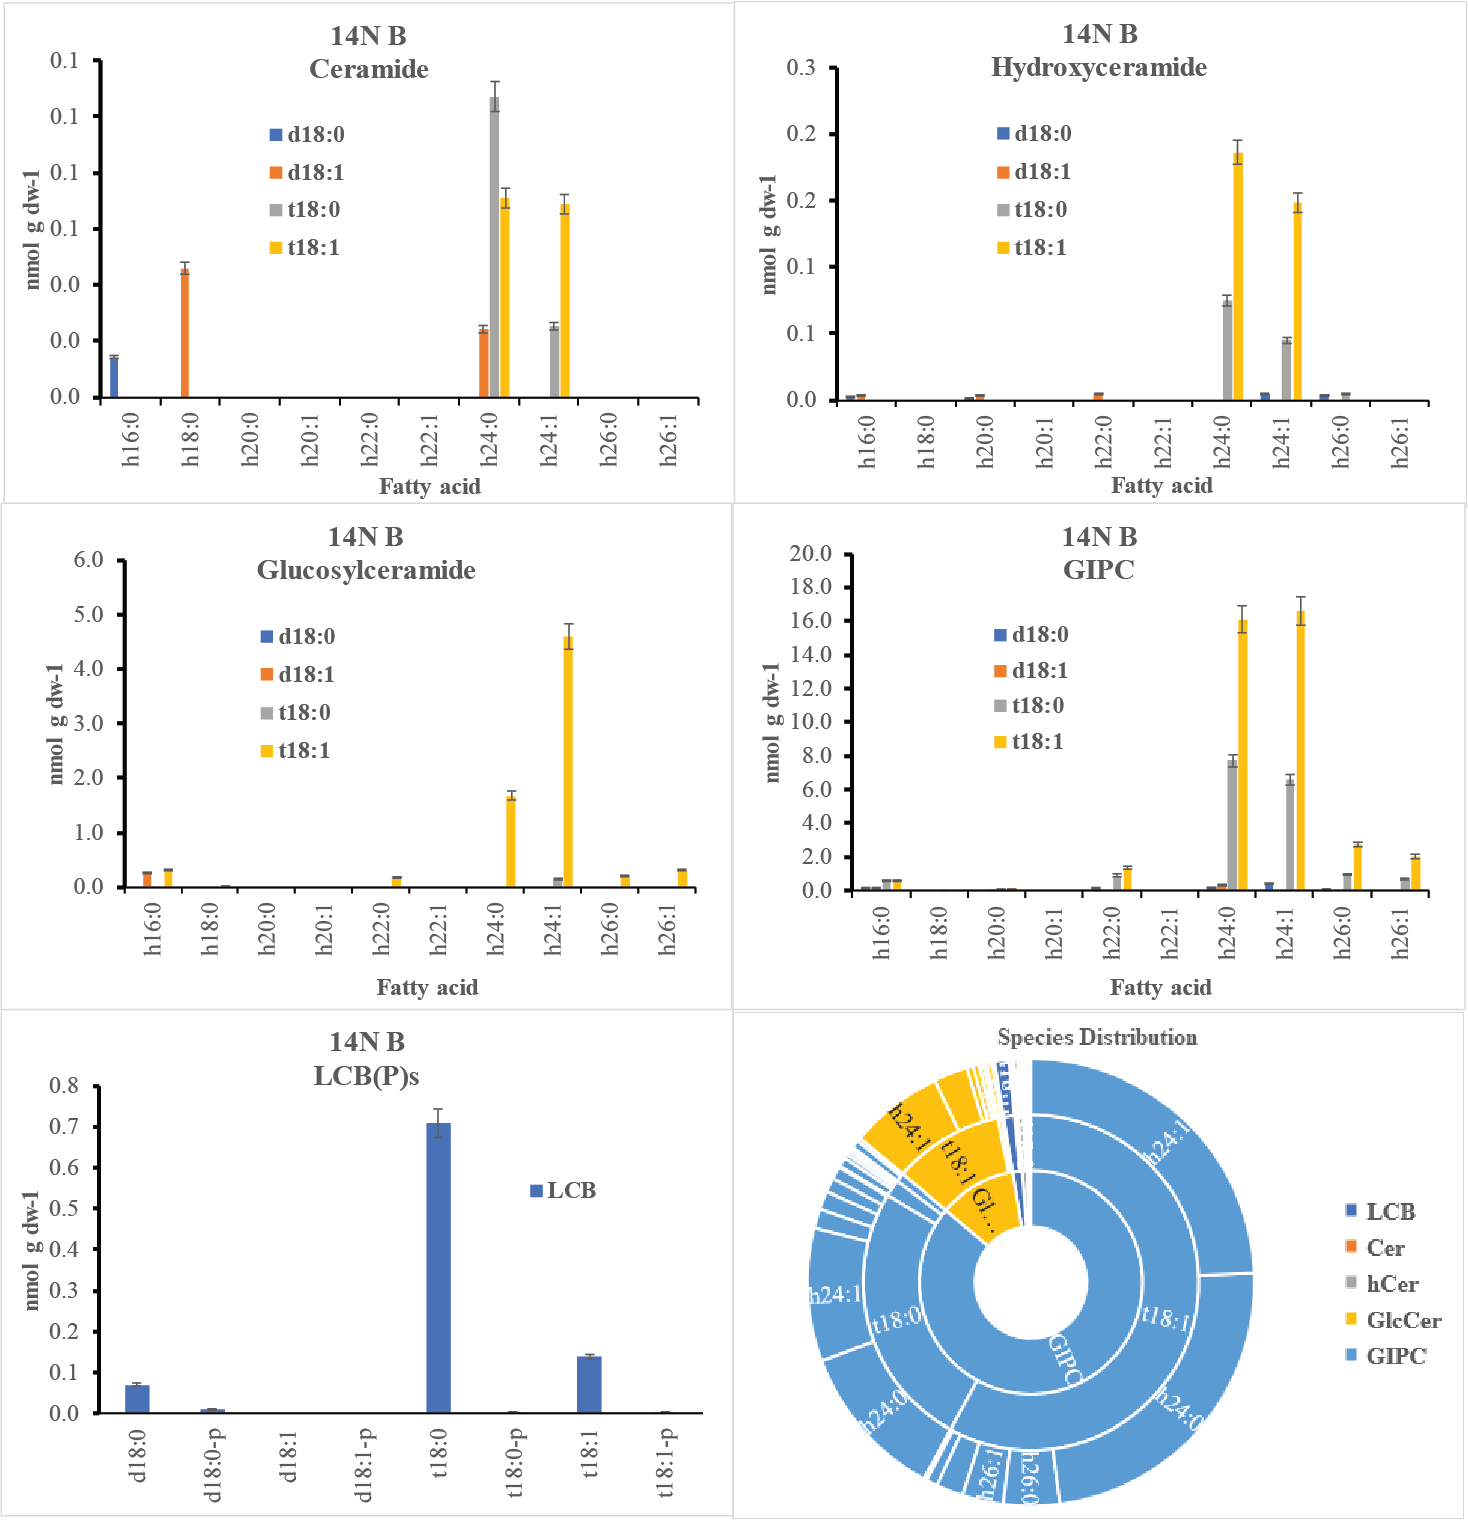 14N B
Ceramide
0.1
0.1
0.1
0.1
0.0
0.0
0.0
nmol g dw-1
d18:0
d18:1
t18:0
t18:1
h16:0
h18:0
h20:0
h20:1
h22:0
h22:1
h24:0
h24:1
h26:0
h26:1
Fatty acid
14N B
Hydroxyceramide
0.3
0.2
0.2
0.1
0.1
0.0
nmol g dw-1
d18:0
d18:1
t18:0
t18:1
h16:0
h18:0
h20:0
h20:1
h22:0
h22:1
h24:0
h24:1
h26:0
h26:1
Fatty acid
14N B
Glucosylceramide
6.0
5.0
4.0
3.0
2.0
1.0
0.0
nmol g dw-1
d18:0
d18:1
t18:0
t18:1
h16:0
h18:0
h20:0
h20:1
h22:0
h22:1
h24:0
h24:1
h26:0
h26:1
Fatty acid
14N B
GIPC
20.0
18.0
16.0
14.0
12.0
10.0
8.0
6.0
4.0
2.0
0.0
nmol g dw-1
d18:0
d18:1
t18:0
t18:1
h16:0
h18:0
h20:0
h20:1
h22:0
h22:1
h24:0
h24:1
h26:0
h26:1
Fatty acid
14N B
LCB(P)s
0.8
0.7
0.6
0.5
0.4
0.3
0.2
0.1
0.0
nmol g dw-1
LCB
d18:0
d18:0-p
d18:1
d18:1-p
t18:0
t18:0-p
t18:1
t18:1-p
Species Distribution
h24:1
t18:1
Gl...
h24:1
t18:1
h24:0
GIPC
h26:0
h26:1
h24:0
t18:0
h24:1
LCB
Cer
hCer
GlcCer
GIPC